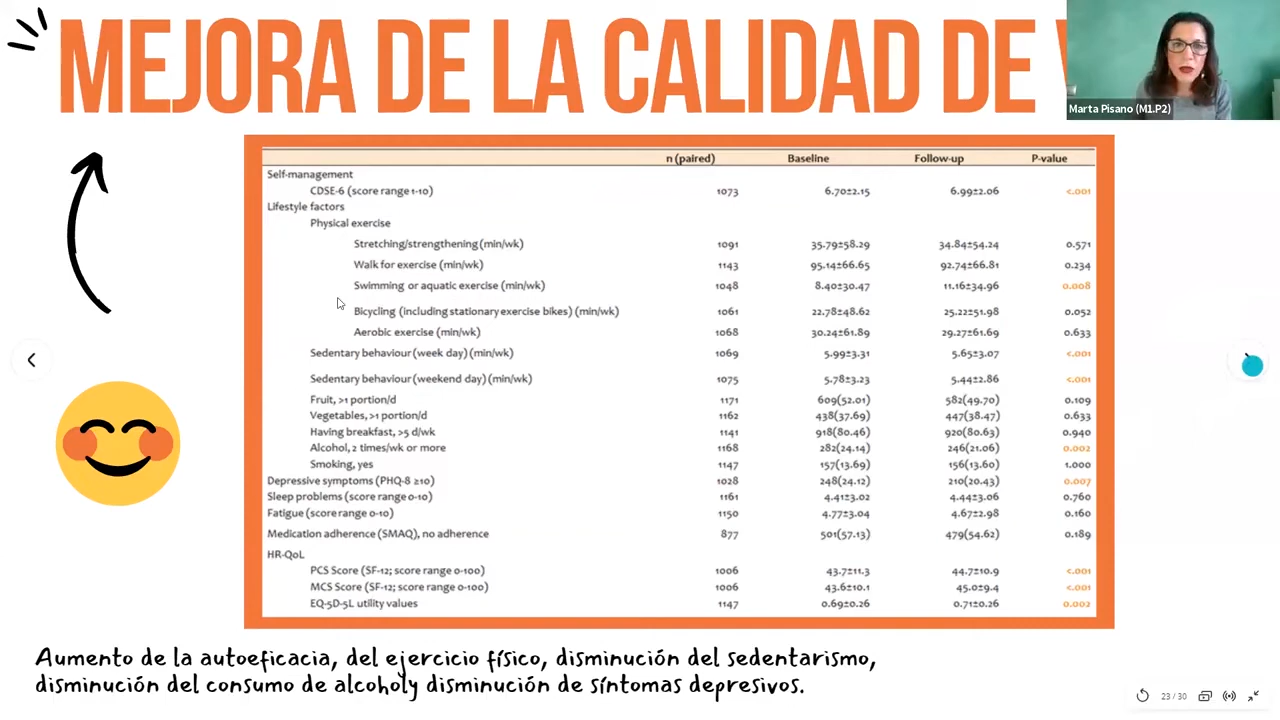 MEJORA DE LA CALIDAD DE
Marta Pisano (M1.P2)
n (paired) Baseline Follow-up P-value
Self-management
CDSE-6 (score range 1-10) 1073 6.70±2.15 6.99±2.06 <.001
Lifestyle factors
Physical exercise
Stretching/strengthening (min/wk) 1091 35.79±58.29 34.84±54.24 0.571
Walk for exercise (min/wk) 1143 95.14±66.65 92.74±66.81 0.234
Swimming or aquatic exercise (min/wk) 1048 8.40±30.47 11.16±34.96 0.008
Bicycling (including stationary exercise bikes) (min/wk) 1061 22.78±48.62 25.22±51.98 0.052
Aerobic exercise (min/wk) 1068 30.24±61.89 29.27±61.69 0.633
Sedentary behaviour (week day) (min/wk) 1069 5.99±3.31 5.65±3.07 <.001
Sedentary behaviour (weekend day) (min/wk) 1075 5.78±3.23 5.44±2.86 <.001
Fruit, >1 portion/d 1171 609(52.01) 582(49.70) 0.109
Vegetables, >1 portion/d 1162 438(37.69) 447(38.47) 0.633
Having breakfast, >5 d/wk 1141 918(80.46) 920(80.63) 0.940
Alcohol, 2 times/wk or more 1168 282(24.14) 246(21.06) 0.002
Smoking, yes 1147 157(13.69) 156(13.60) 1.000
Depressive symptoms (PHQ-8 ≥10) 1028 248(24.12) 210(20.43) 0.007
Sleep problems (score range 0-10) 1161 4.41±3.02 4.44±3.06 0.760
Fatigue (score range 0-10) 1150 4.77±3.04 4.67±2.98 0.160
Medication adherence (SMAQ), no adherence 877 501(57.13) 479(54.62) 0.189
HR-QoL
PCS Score (SF-12; score range 0-100) 1006 43.7±11.3 44.7±10.9 <.001
MCS Score (SF-12; score range 0-100) 1006 43.6±10.1 45.0±9.4 <.001
EQ-5D-5L utility values 1147 0.69±0.26 0.71±0.26 0.002
Aumento de la autoeficacia, del ejercicio físico, disminución del sedentarismo,
disminución del consumo de alcoholy disminución de síntomas depresivos.
23 / 30